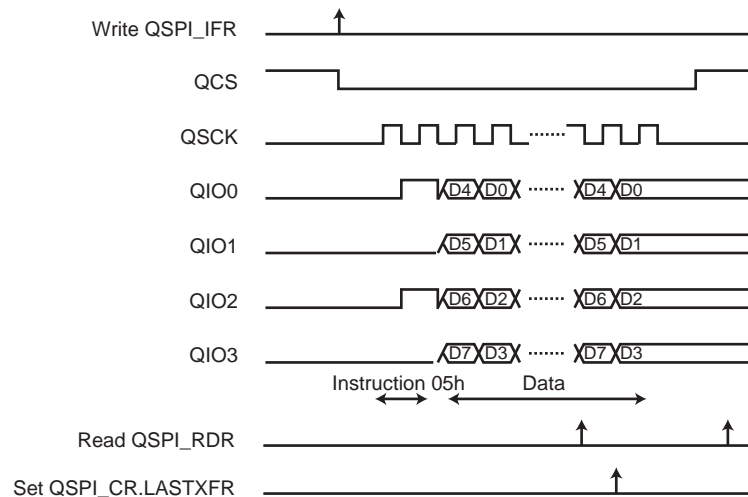 Write QSPI_IFR
QCS
QSCK
QIO0 D4 D0 D4 D0
QIO1 D5 D1 D5 D1
QIO2 D6 D2 D6 D2
QIO3 D7 D3 D7 D3
Instruction 05h Data
Read QSPI_RDR
Set QSPI_CR.LASTXFR